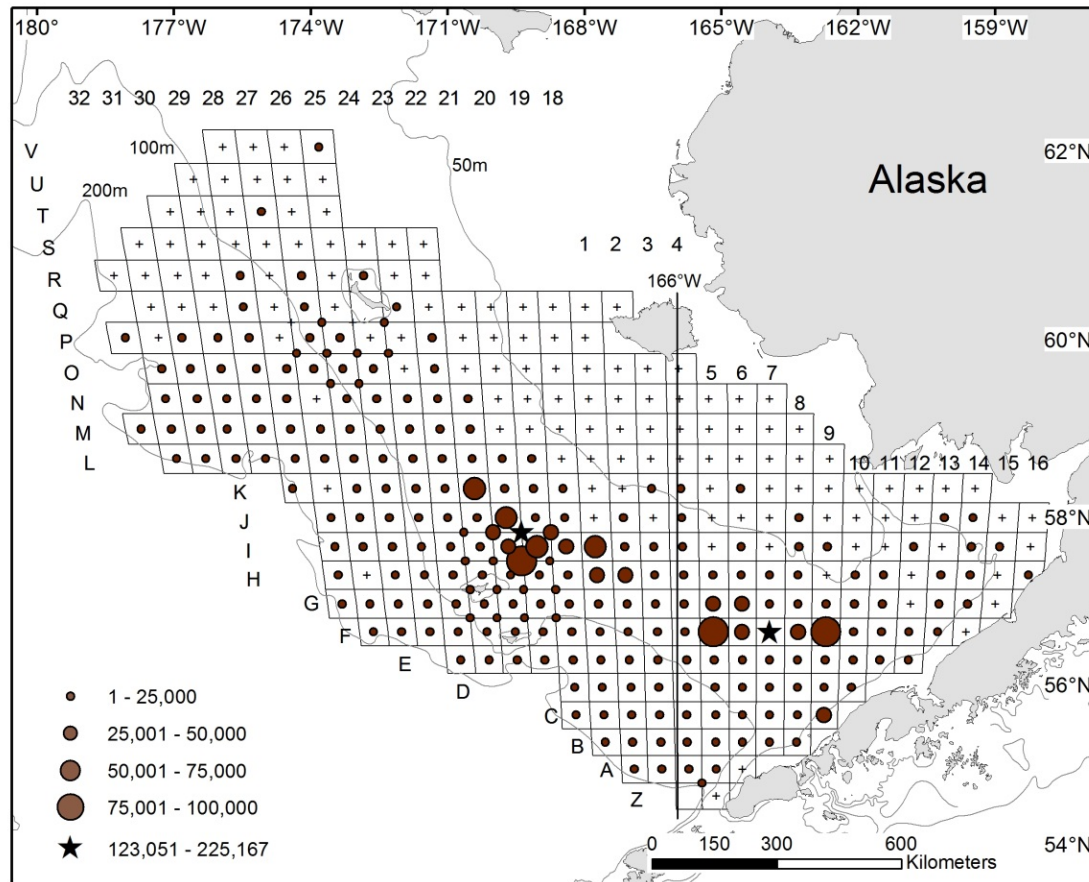 180° 177°W 174°W 171°W 168°W 165°W 162°W 159°W
32 31 30 29 28 27 26 25 24 23 22 21 20 19 18
V 100m 50m 62°N
U
200m
Alaska
T
S 1 2 3 4
R 166°W
Q
P 60°N
O 5 6 7
N 8
M 9
L 10 11 12 13 14 15 16
K
J 58°N
I
H
G
F
E
D 56°N
C
B
A
Z
1 - 25,000
25,001 - 50,000
50,001 - 75,000
75,001 - 100,000
123,051 - 225,167
0 150 300 600
Kilometers
54°N